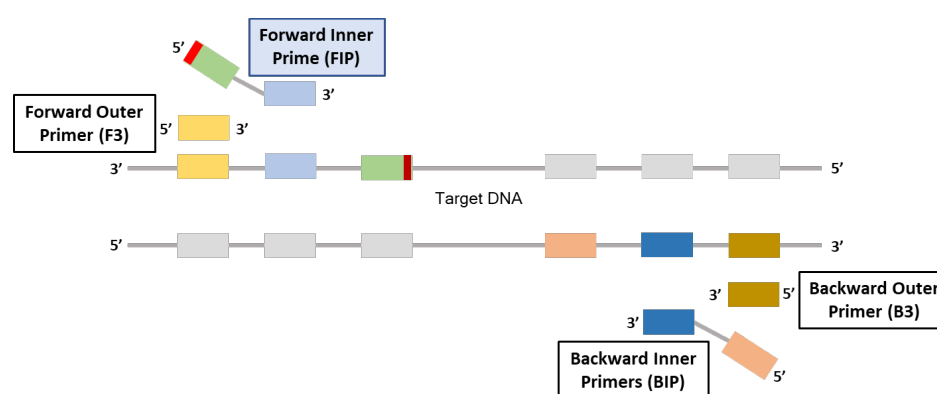 Forward Inner
Prime (FIP)
5’
3’
Forward Outer
Primer (F3)
5’ 3’
3’ 5’
Target DNA
5’ 3’
3’ 5’
Backward Outer
Primer (B3)
3’
Backward Inner
Primers (BIP)
5’